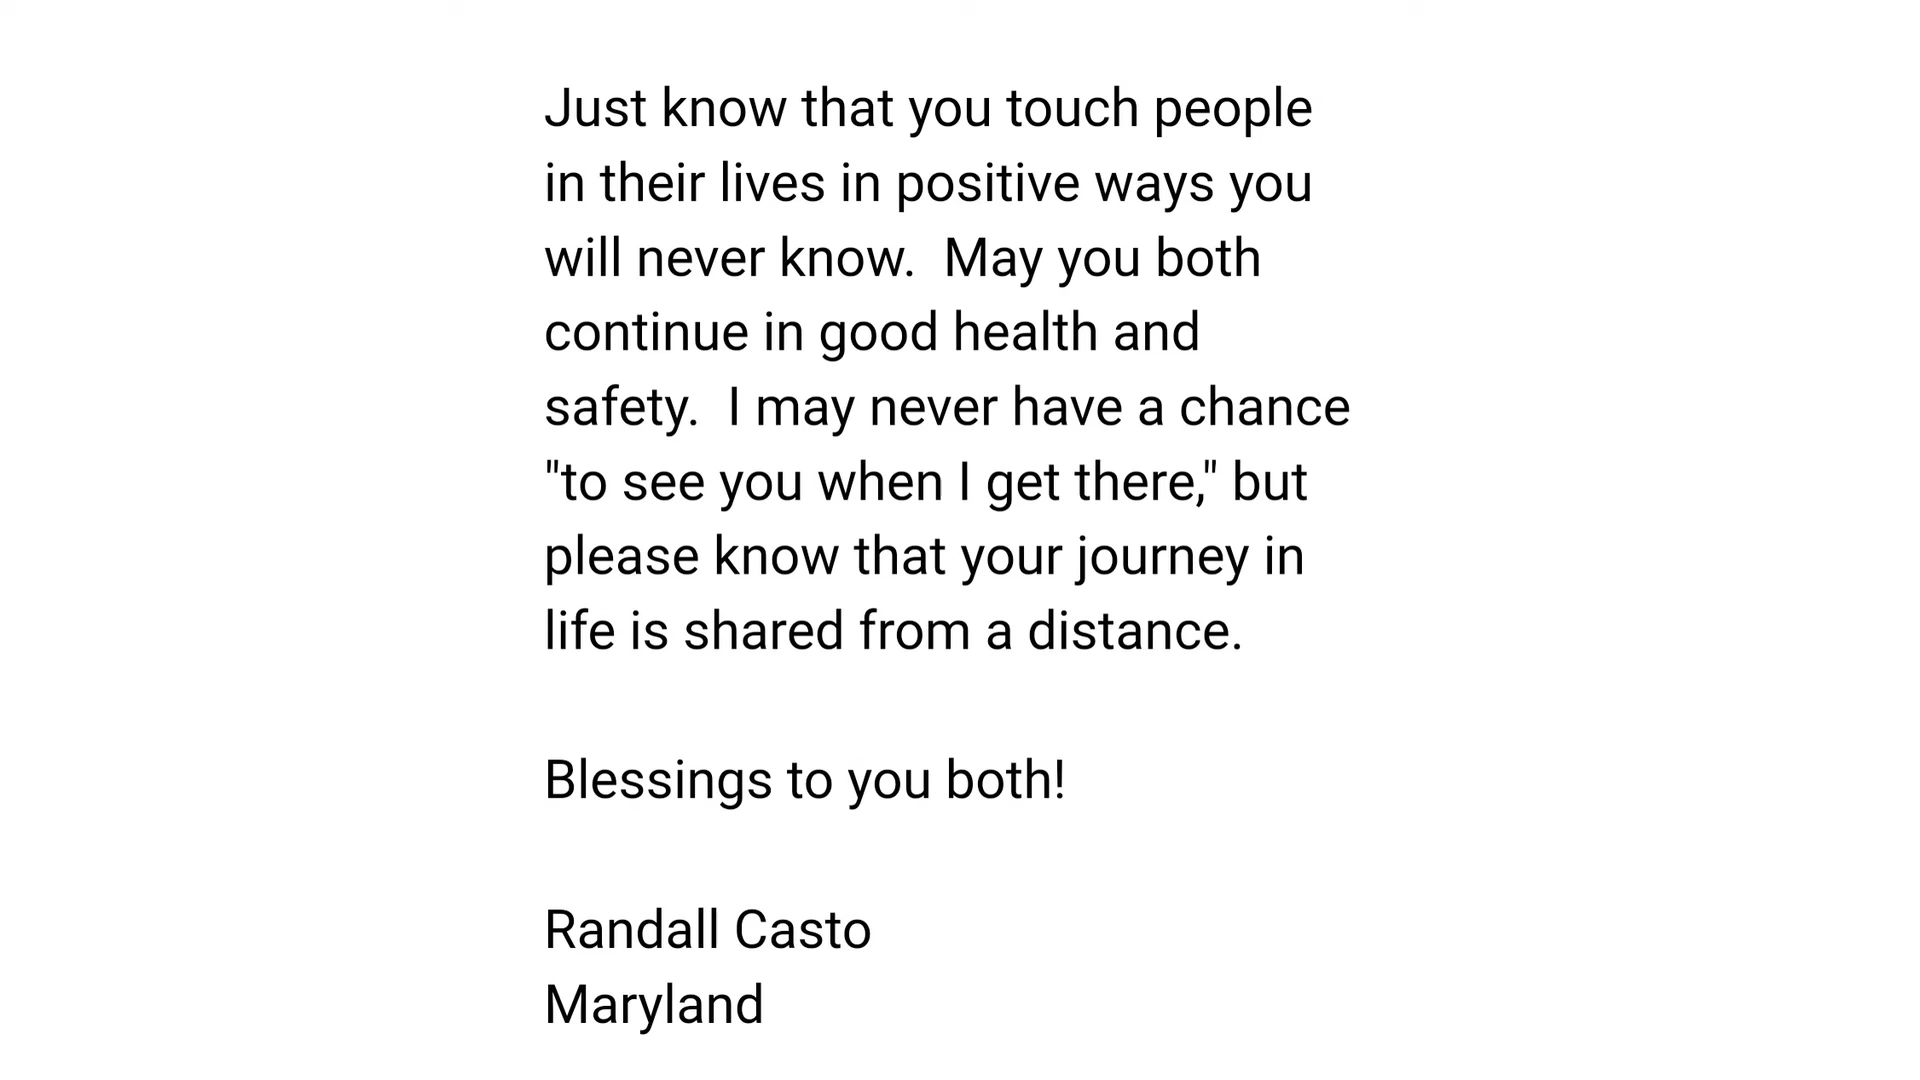 Just know that you touch people
in their lives in positive ways you
will never know.  May you both
continue in good health and
safety.  I may never have a chance
"to see you when I get there," but
please know that your journey in
life is shared from a distance.

Blessings to you both!

Randall Casto
Maryland